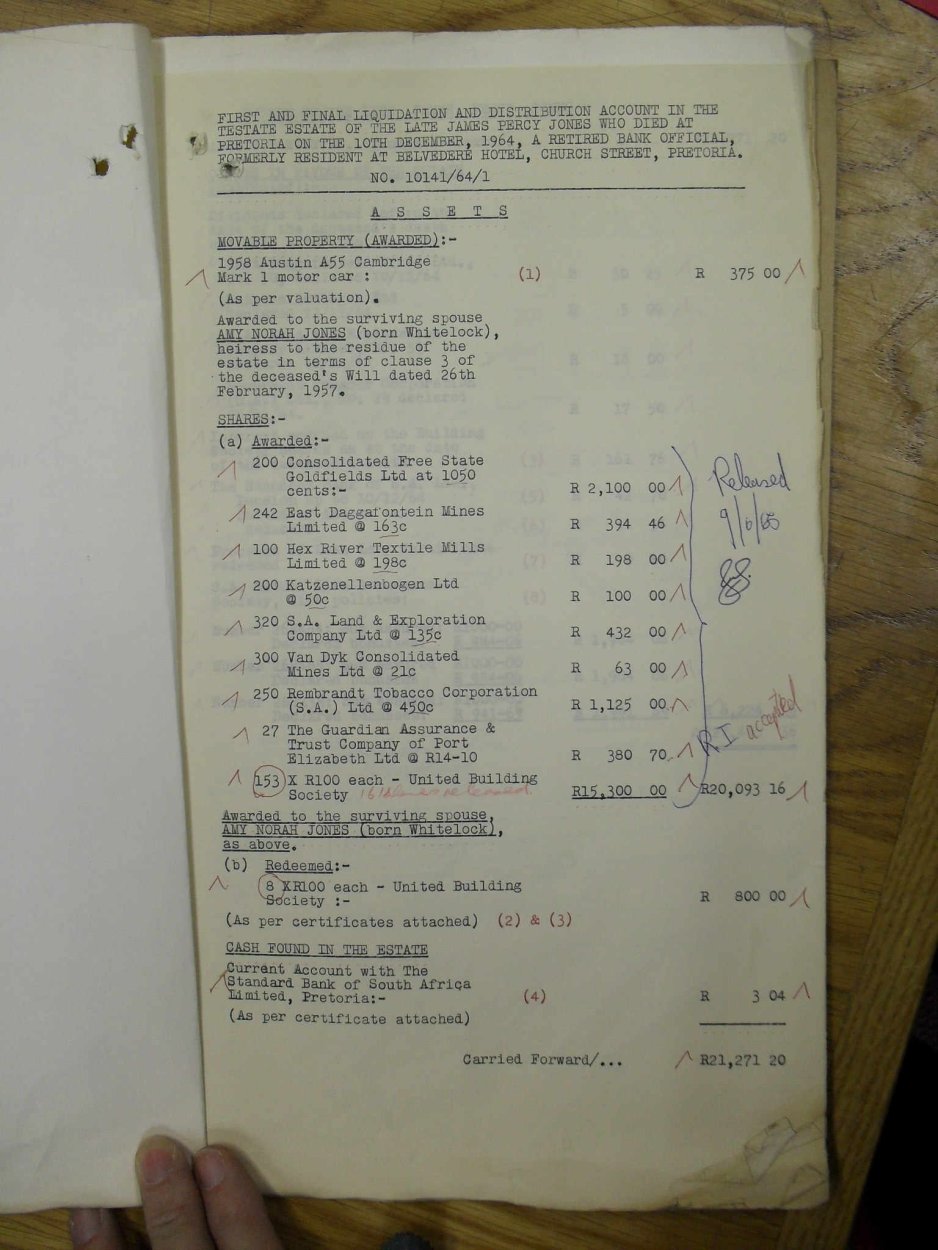 FIRST AND FINAL LIQUIDATION AND DISTRIBUTION ACCOUNT IN THE
TESTATE ESTATE OF THE LATE JAMES PERCY JONES WHO DIED AT
PRETORIA ON THE 10TH DECEMBER, 1964, A RETIRED BANK OFFICIAL,
FORMERLY RESIDENT AT BELVEDERE HOTEL, CHURCH STREET, PRETORIA.
NO. 10141/64/1
A S S E T S
MOVABLE PROPERTY (AWARDED):-
1958 Austin A55 Cambridge
Mark 1 motor car : (1) R 375 00
(As per valuation).
Awarded to the surviving spouse
AMY NORAH JONES (born Whitelock),
heiress to the residue of the
estate in terms of clause 3 of
the deceased's Will dated 26th
February, 1957.
SHARES:-
(a) Awarded:-
200 Consolidated Free State
Goldfields Ltd at 1050
cents:- R 2,100 00
Released
9/6/65
242 East Daggafontein Mines
Limited @ 163c R 394 46
100 Hex River Textile Mills
Limited @ 198c R 198 00
200 Katzenellenbogen Ltd
@ 50c R 100 00
320 S.A. Land & Exploration
Company Ltd @ 135c R 432 00
300 Van Dyk Consolidated
Mines Ltd @ 21c R 63 00
250 Rembrandt Tobacco Corporation
(S.A.) Ltd @ 450c R 1,125 00
27 The Guardian Assurance &
Trust Company of Port
Elizabeth Ltd @ R14-10 R 380 70
R I accepted
153 X R100 each - United Building
Society 161 shares released. R15,300 00 R20,093 16
Awarded to the surviving spouse,
AMY NORAH JONES (born Whitelock),
as above.
(b) Redeemed:-
8 XR100 each - United Building
Society :- R 800 00
(As per certificates attached) (2) & (3)
CASH FOUND IN THE ESTATE
Current Account with The
Standard Bank of South Africa
Limited, Pretoria:- (4) R 3 04
(As per certificate attached)
Carried Forward/... R21,271 20